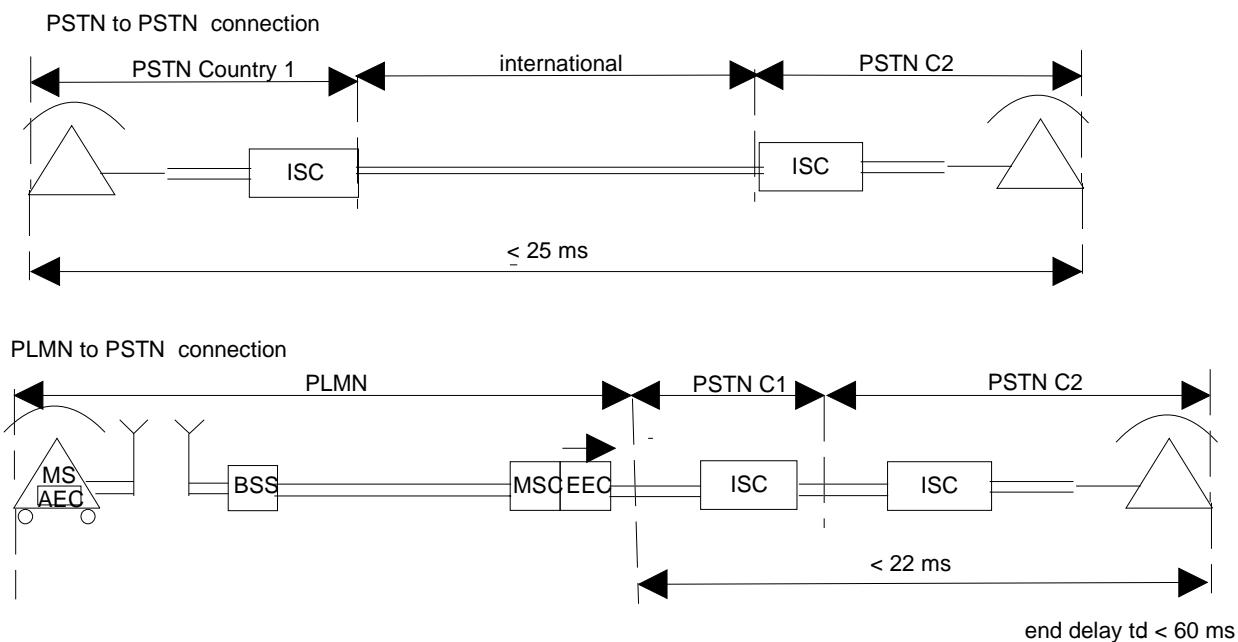 PSTN to PSTN connection
PSTN Country 1
international
PSTN C2
ISC
ISC
< 25 ms
PLMN to PSTN connection
PLMN
PSTN C1
PSTN C2
MS
AEC
BSS
MSC
EEC
ISC
ISC
< 22 ms
end delay td < 60 ms